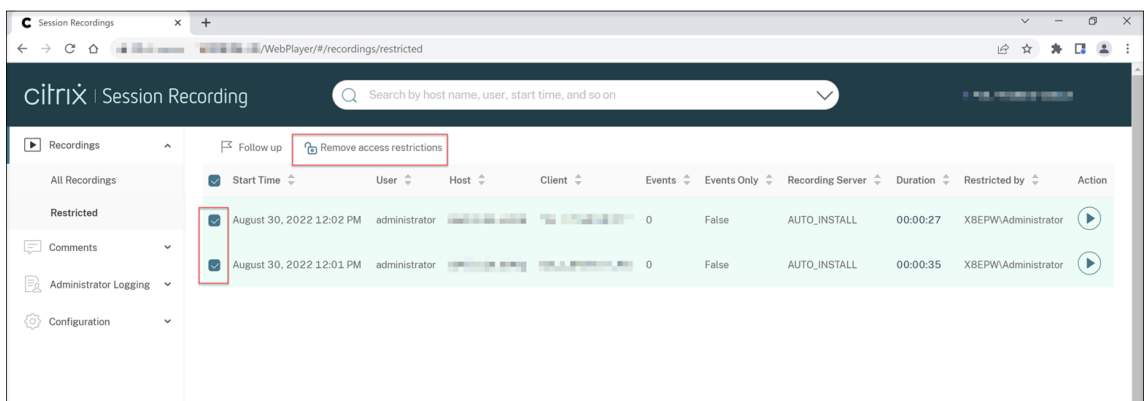 Session Recordings
/WebPlayer/#/recordings/restricted
citrix | Session Recording
Search by host name, user, start time, and so on
Recordings
Follow up
Remove access restrictions
All Recordings
Start Time User Host Client Events Events Only Recording Server Duration Restricted by Action
Restricted
August 30, 2022 12:02 PM administrator 0 False AUTO_INSTALL 00:00:27 X8EPW\Administrator
Comments
August 30, 2022 12:01 PM administrator 0 False AUTO_INSTALL 00:00:35 X8EPW\Administrator
Administrator Logging
Configuration